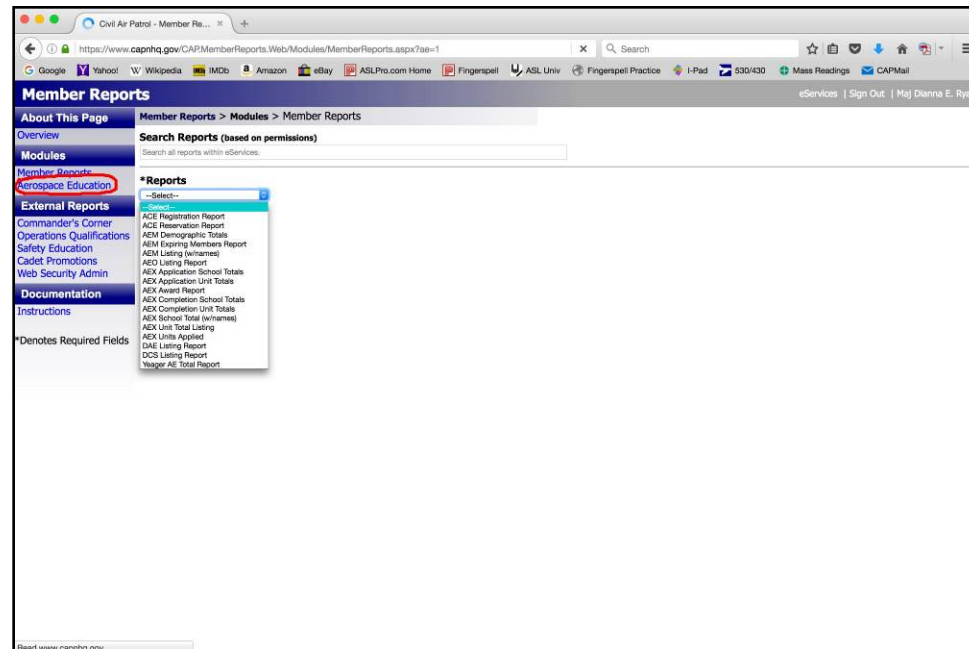 Civil Air Patrol - Member Re...
https://www.capnhq.gov/CAP.MemberReports.Web/Modules/MemberReports.aspx?ae=1
Search
Google Yahoo! Wikipedia IMDb Amazon eBay ASLPro.com Home Fingerspell ASL Univ Fingerspell Practice I-Pad 530/430 Mass Readings CAPMail
Member Reports
eServices | Sign Out | Maj Dianna E. Rya
About This Page
Overview
Modules
Member Reports
Aerospace Education
External Reports
Commander's Corner
Operations Qualifications
Safety Education
Cadet Promotions
Web Security Admin
Documentation
Instructions
*Denotes Required Fields
Member Reports > Modules > Member Reports
Search Reports (based on permissions)
Search all reports within eServices.
*Reports
--Select--
--Select--
ACE Registration Report
ACE Reservation Report
AEM Demographic Totals
AEM Expiring Members Report
AEM Listing (w/names)
AEO Listing Report
AEX Application School Totals
AEX Application Unit Totals
AEX Award Report
AEX Completion School Totals
AEX Completion Unit Totals
AEX School Total (w/names)
AEX Unit Total Listing
AEX Units Applied
DAE Listing Report
DCS Listing Report
Yeager AE Total Report
Read www.capnhq.gov